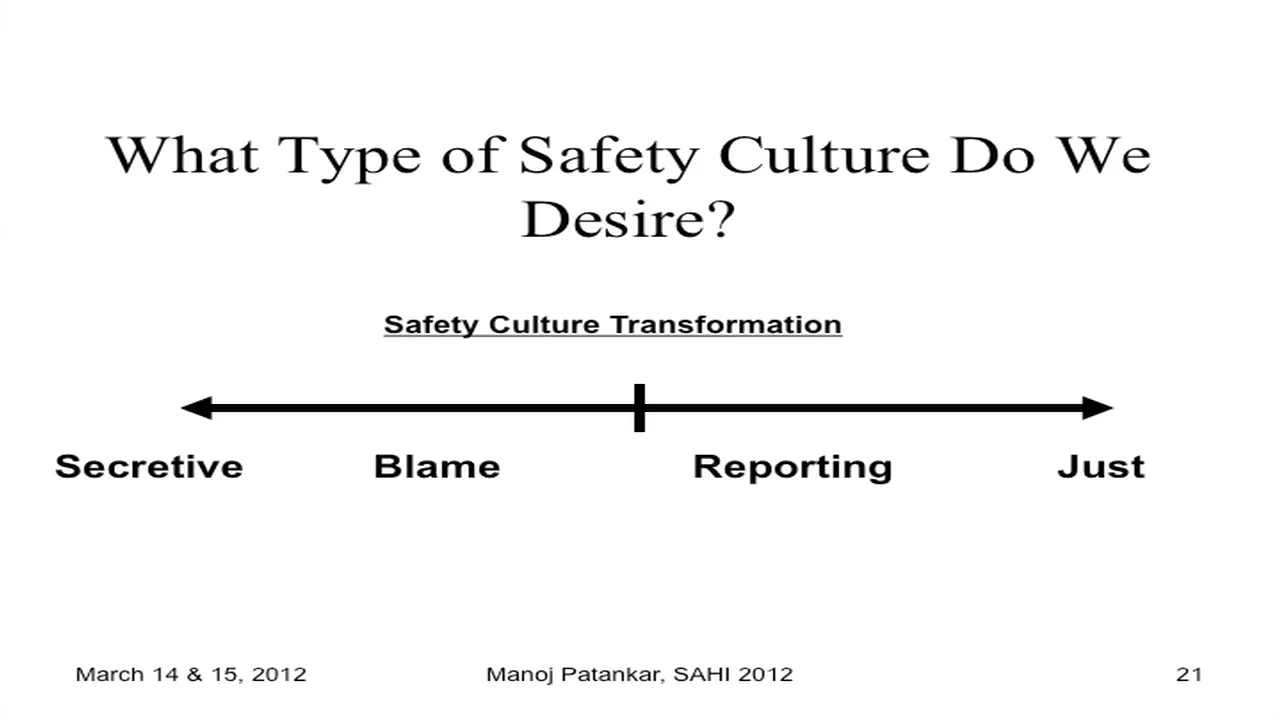 What Type of Safety Culture Do We
Desire?
Safety Culture Transformation
Secretive Blame Reporting Just
March 14 & 15, 2012 Manoj Patankar, SAHI 2012 21